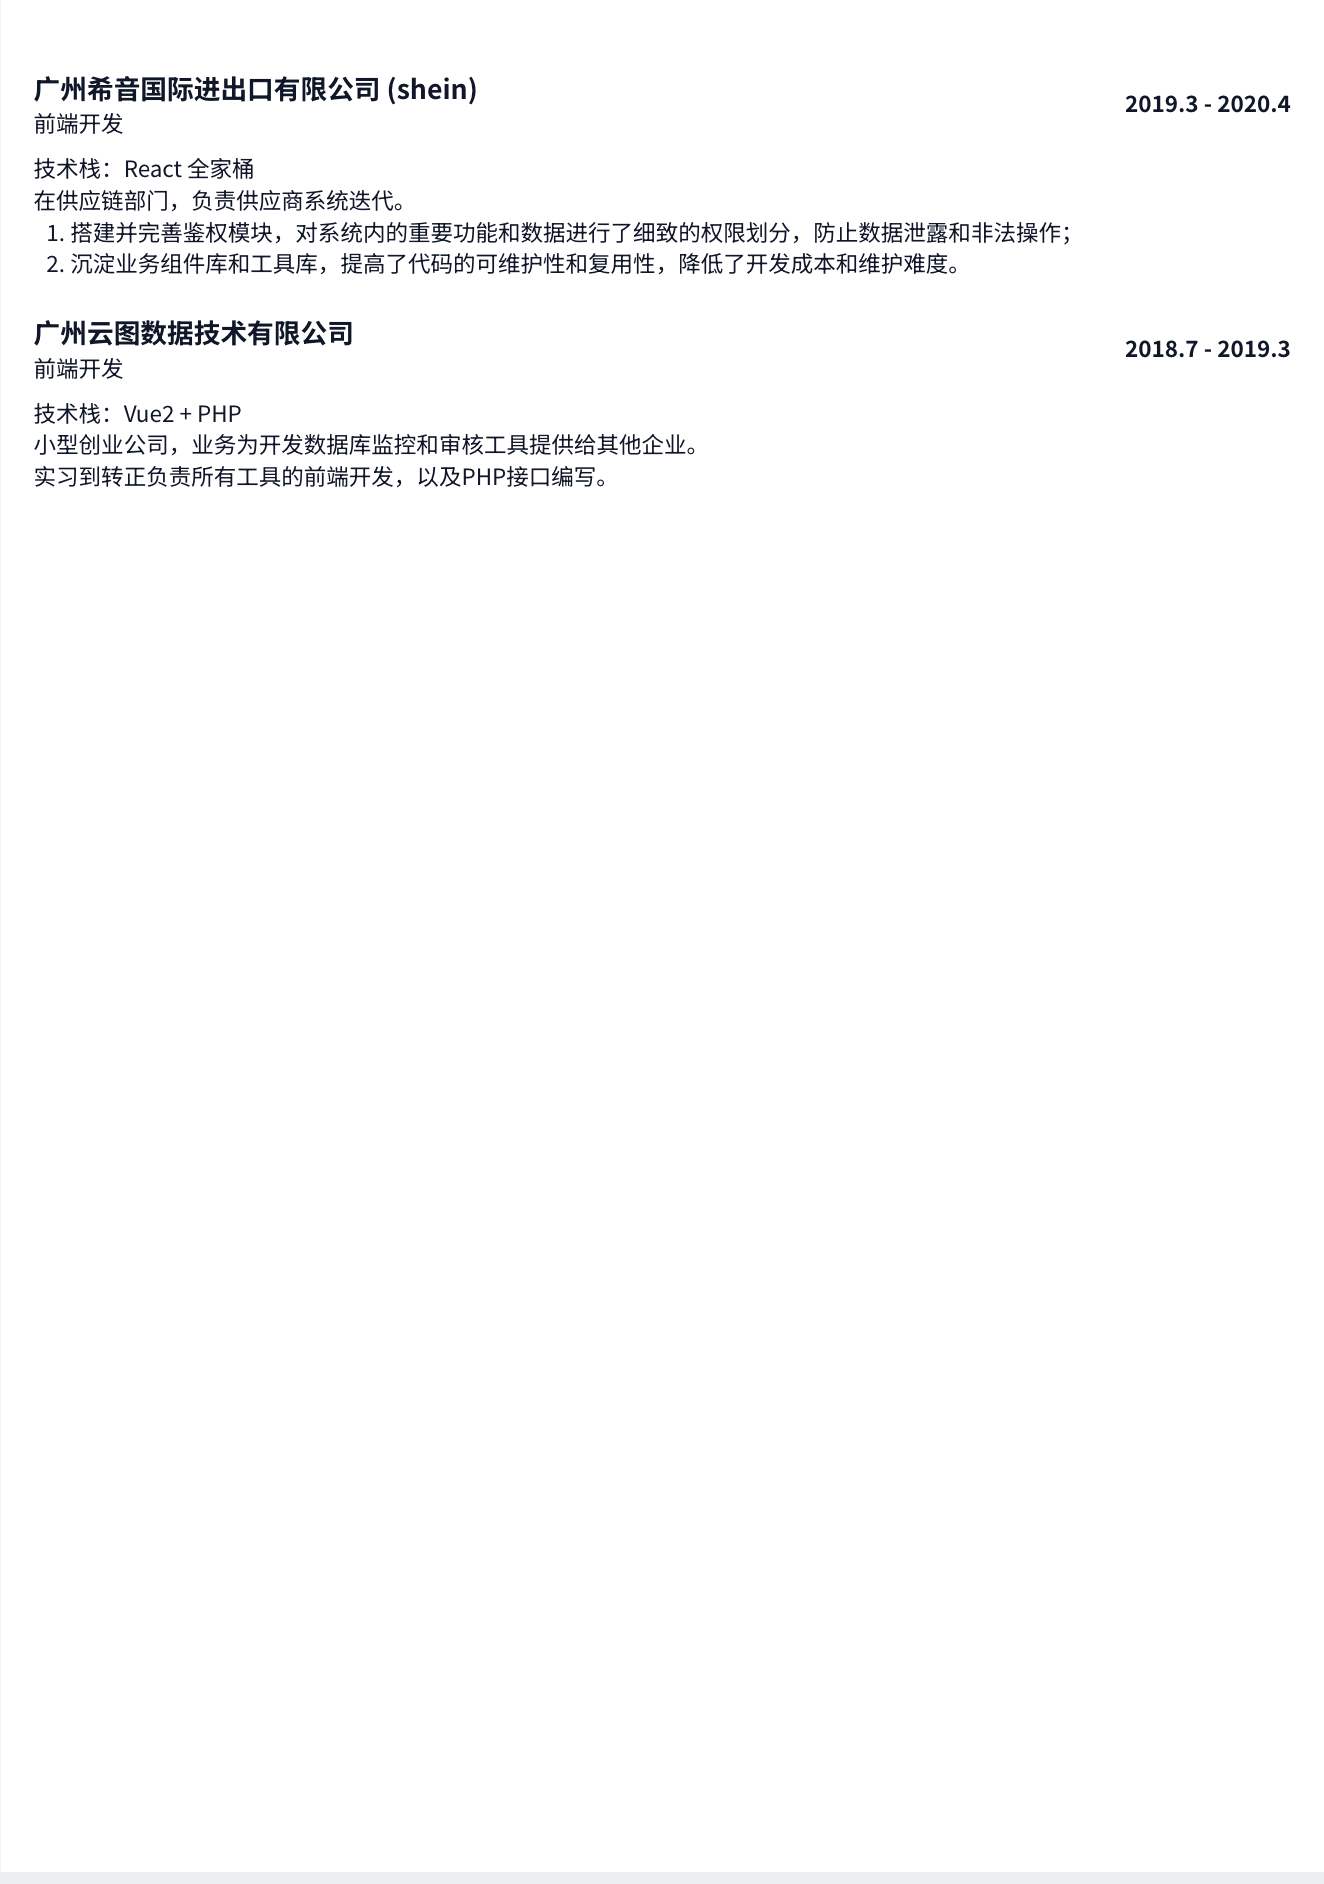 广州希音国际进出口有限公司 (shein)
2019.3 - 2020.4
前端开发
技术栈：React 全家桶
在供应链部门，负责供应商系统迭代。
1. 搭建并完善鉴权模块，对系统内的重要功能和数据进行了细致的权限划分，防止数据泄露和非法操作；
2. 沉淀业务组件库和工具库，提高了代码的可维护性和复用性，降低了开发成本和维护难度。
广州云图数据技术有限公司
2018.7 - 2019.3
前端开发
技术栈：Vue2 + PHP
小型创业公司，业务为开发数据库监控和审核工具提供给其他企业。
实习到转正负责所有工具的前端开发，以及PHP接口编写。